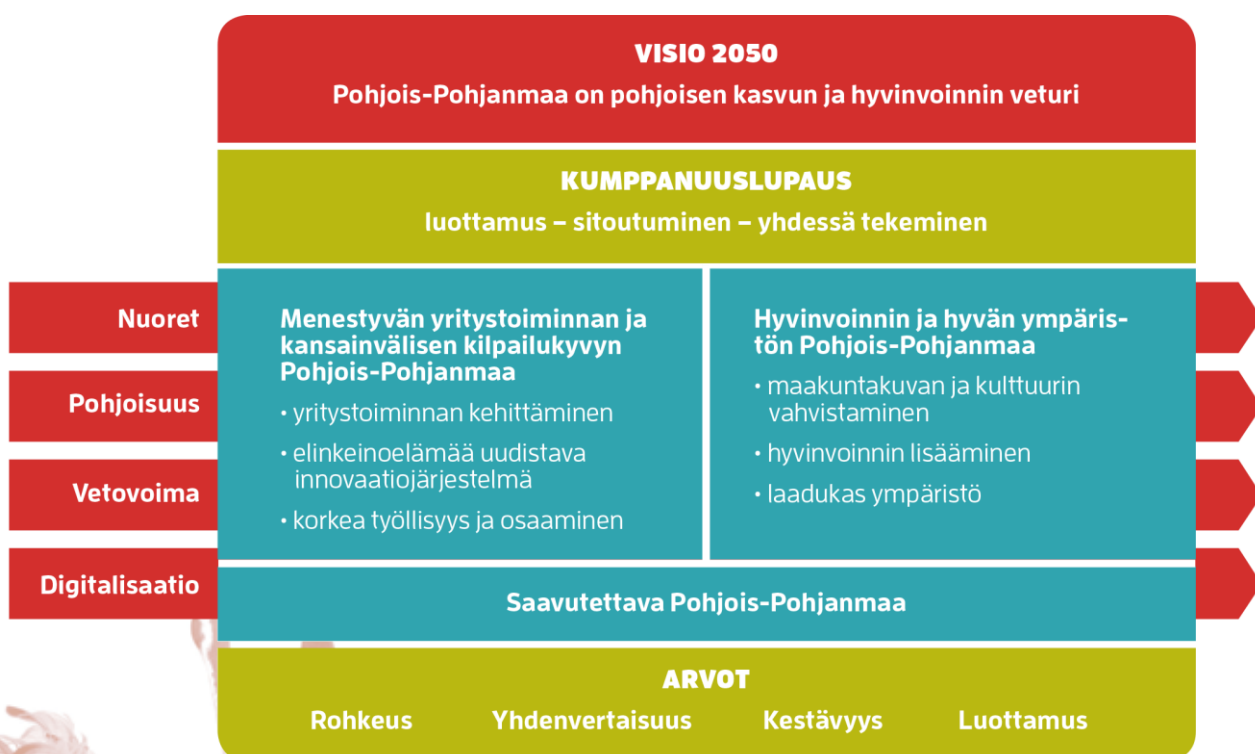 VISIO 2050
Pohjois-Pohjanmaa on pohjoisen kasvun ja hyvinvoinnin veturi
KUMPPANUUSLUPAUS
luottamus – sitoutuminen – yhdessä tekeminen
Nuoret
Pohjoisuus
Vetovoima
Digitalisaatio
Menestyvän yritystoiminnan ja
kansainvälisen kilpailukyvyn
Pohjois-Pohjanmaa
• yritystoiminnan kehittäminen
• elinkeinoelämää uudistava
innovaatiojärjestelmä
• korkea työllisyys ja osaaminen
Hyvinvoinnin ja hyvän ympäris-
tön Pohjois-Pohjanmaa
• maakuntakuvan ja kulttuurin
vahvistaminen
• hyvinvoinnin lisääminen
• laadukas ympäristö
Saavutettava Pohjois-Pohjanmaa
ARVOT
Rohkeus Yhdenvertaisuus Kestävyys Luottamus